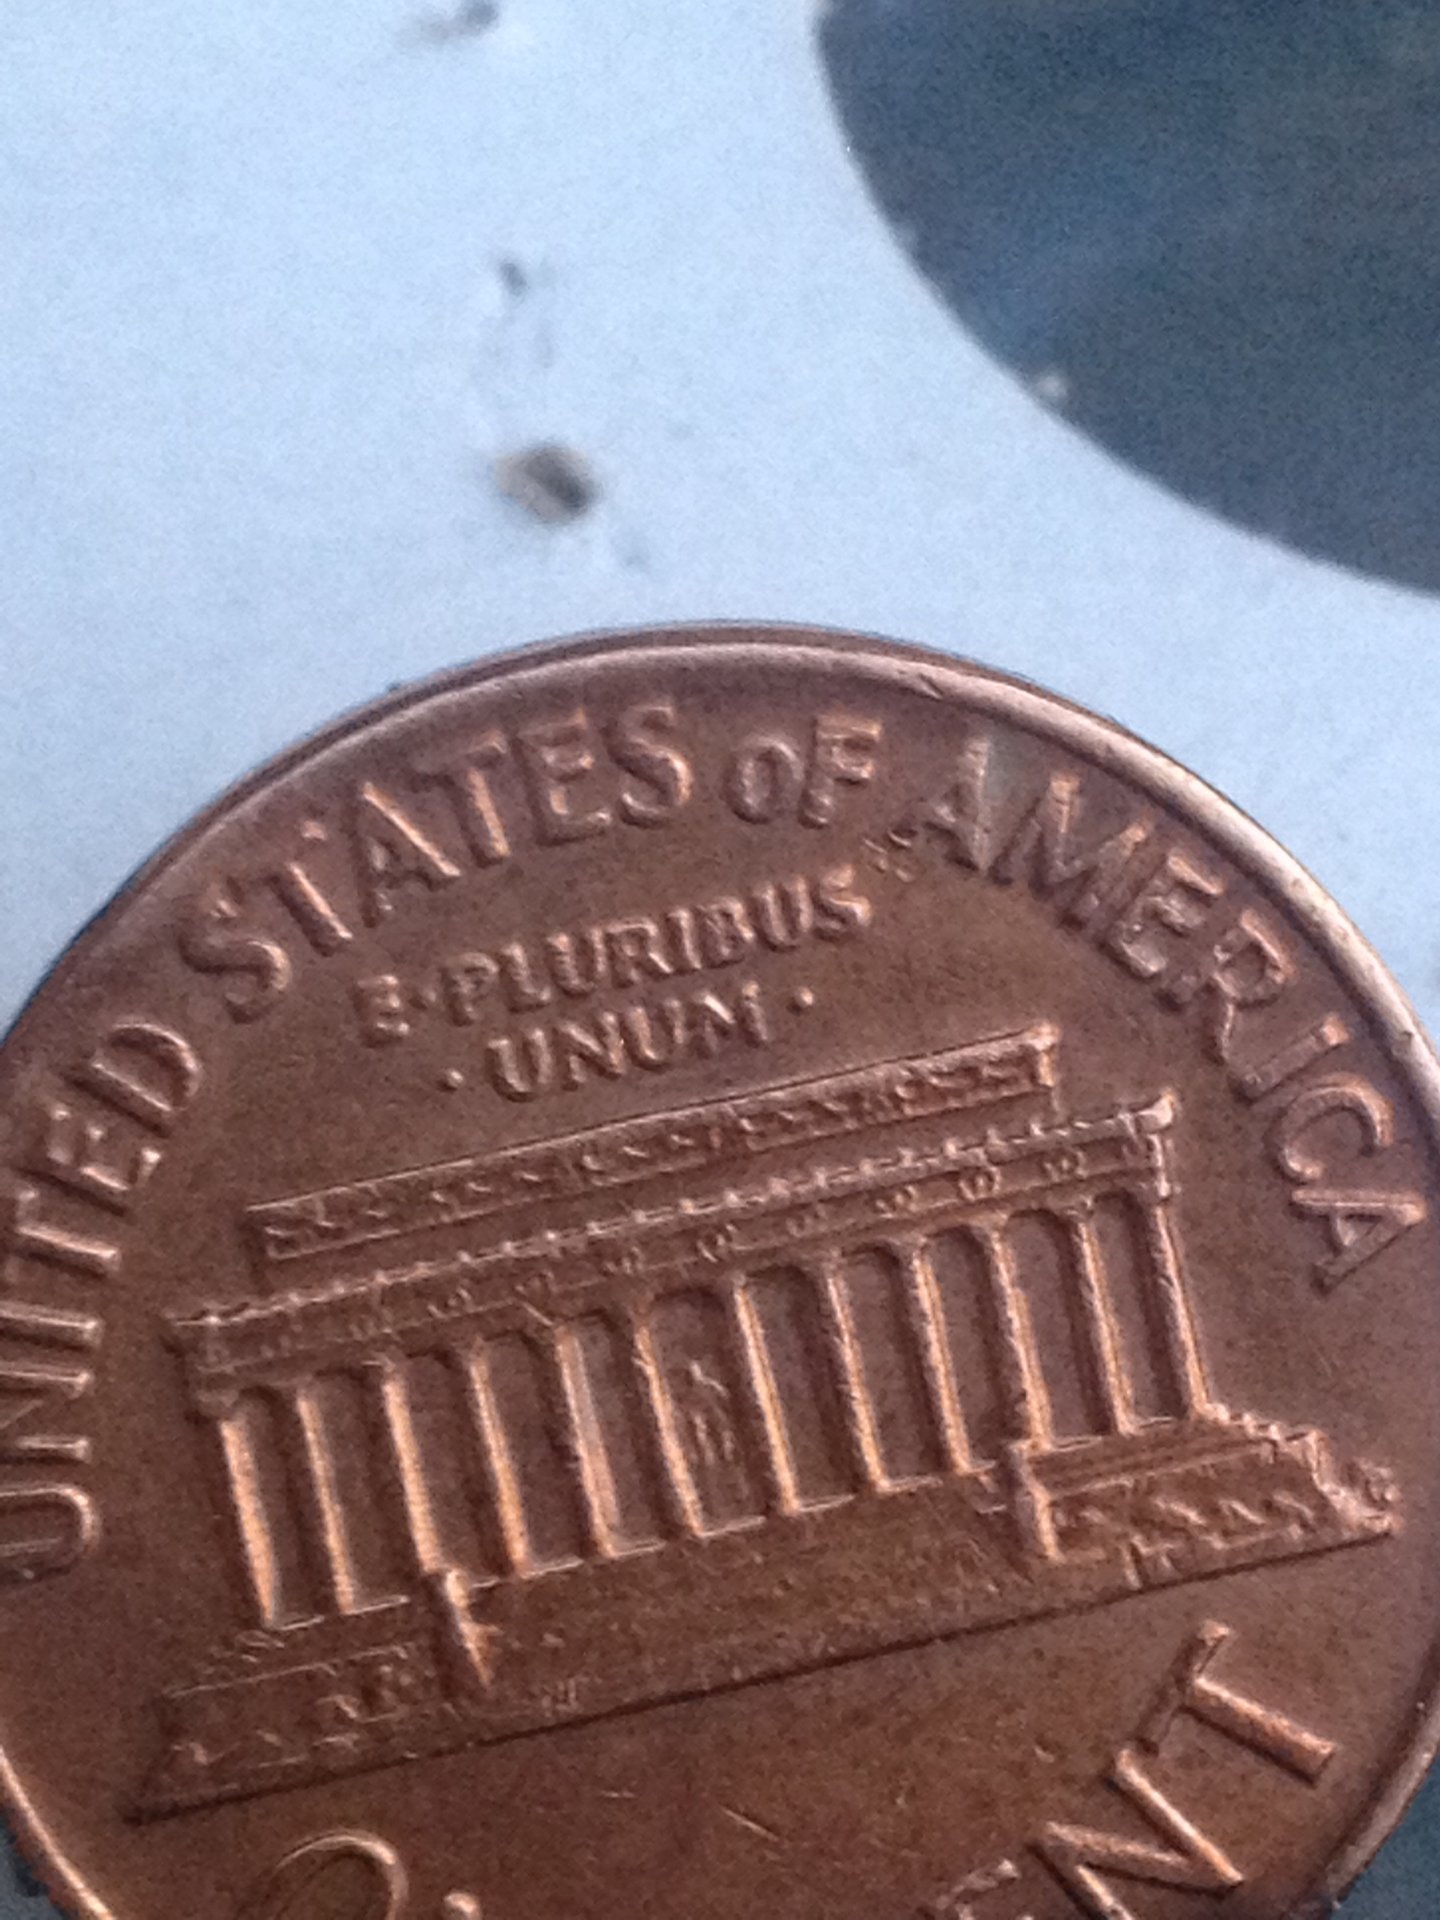 UNITED STATES OF AMERICA
E·PLURIBUS
·UNUM·